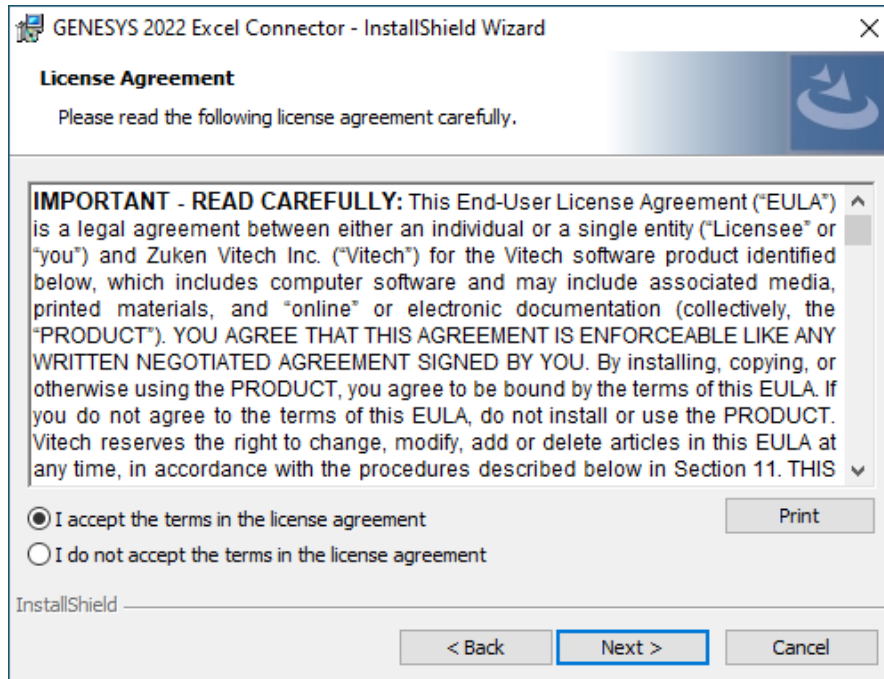 GENESYS 2022 Excel Connector - InstallShield Wizard
License Agreement
Please read the following license agreement carefully.
IMPORTANT - READ CAREFULLY: This End-User License Agreement (“EULA”)
is a legal agreement between either an individual or a single entity (“Licensee” or
“you”) and Zuken Vitech Inc. (“Vitech”) for the Vitech software product identified
below, which includes computer software and may include associated media,
printed materials, and “online” or electronic documentation (collectively, the
“PRODUCT”). YOU AGREE THAT THIS AGREEMENT IS ENFORCEABLE LIKE ANY
WRITTEN NEGOTIATED AGREEMENT SIGNED BY YOU. By installing, copying, or
otherwise using the PRODUCT, you agree to be bound by the terms of this EULA. If
you do not agree to the terms of this EULA, do not install or use the PRODUCT.
Vitech reserves the right to change, modify, add or delete articles in this EULA at
any time, in accordance with the procedures described below in Section 11. THIS
I accept the terms in the license agreement
Print
I do not accept the terms in the license agreement
InstallShield
< Back
Next >
Cancel